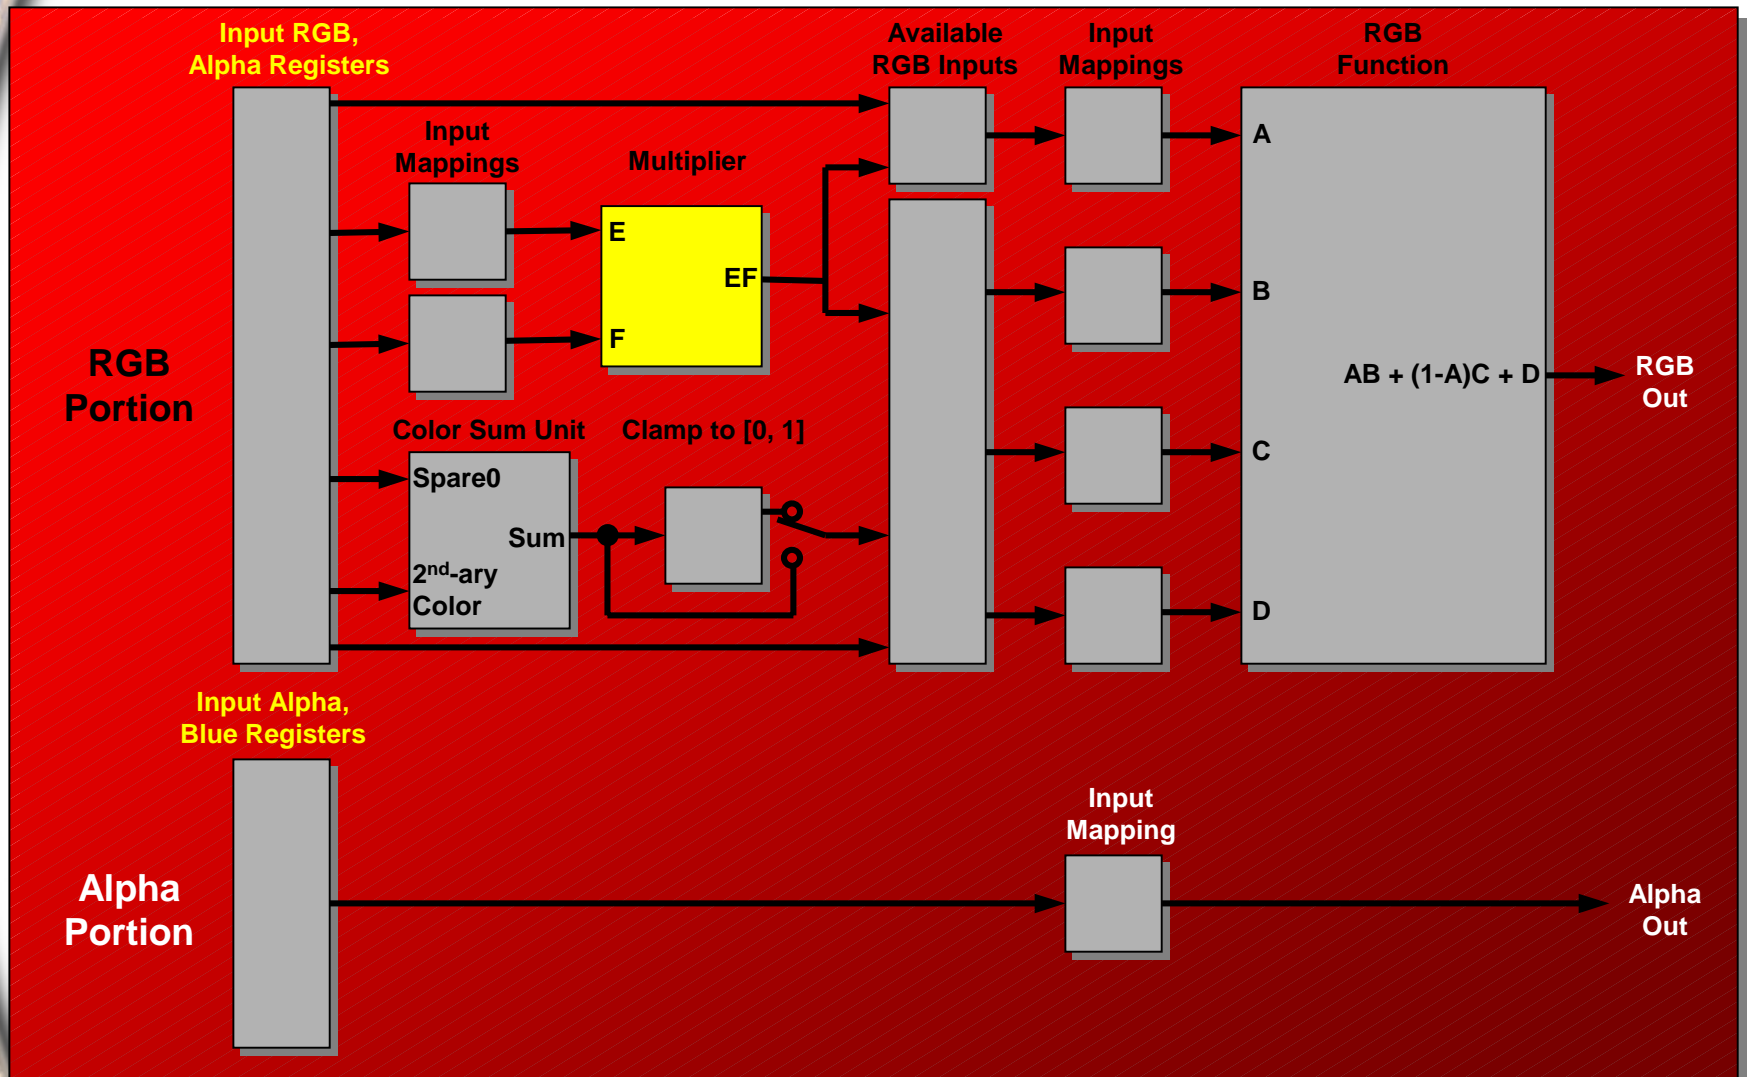 Input RGB,
Alpha Registers
Available
RGB Inputs
Input
Mappings
RGB
Function
Input
Mappings
Multiplier
A
E
EF
F
B
RGB
Portion
AB + (1-A)C + D
RGB
Out
Color Sum Unit
Clamp to [0, 1]
Spare0
Sum
2nd-ary
Color
C
D
Input Alpha,
Blue Registers
Input
Mapping
Alpha
Portion
Alpha
Out